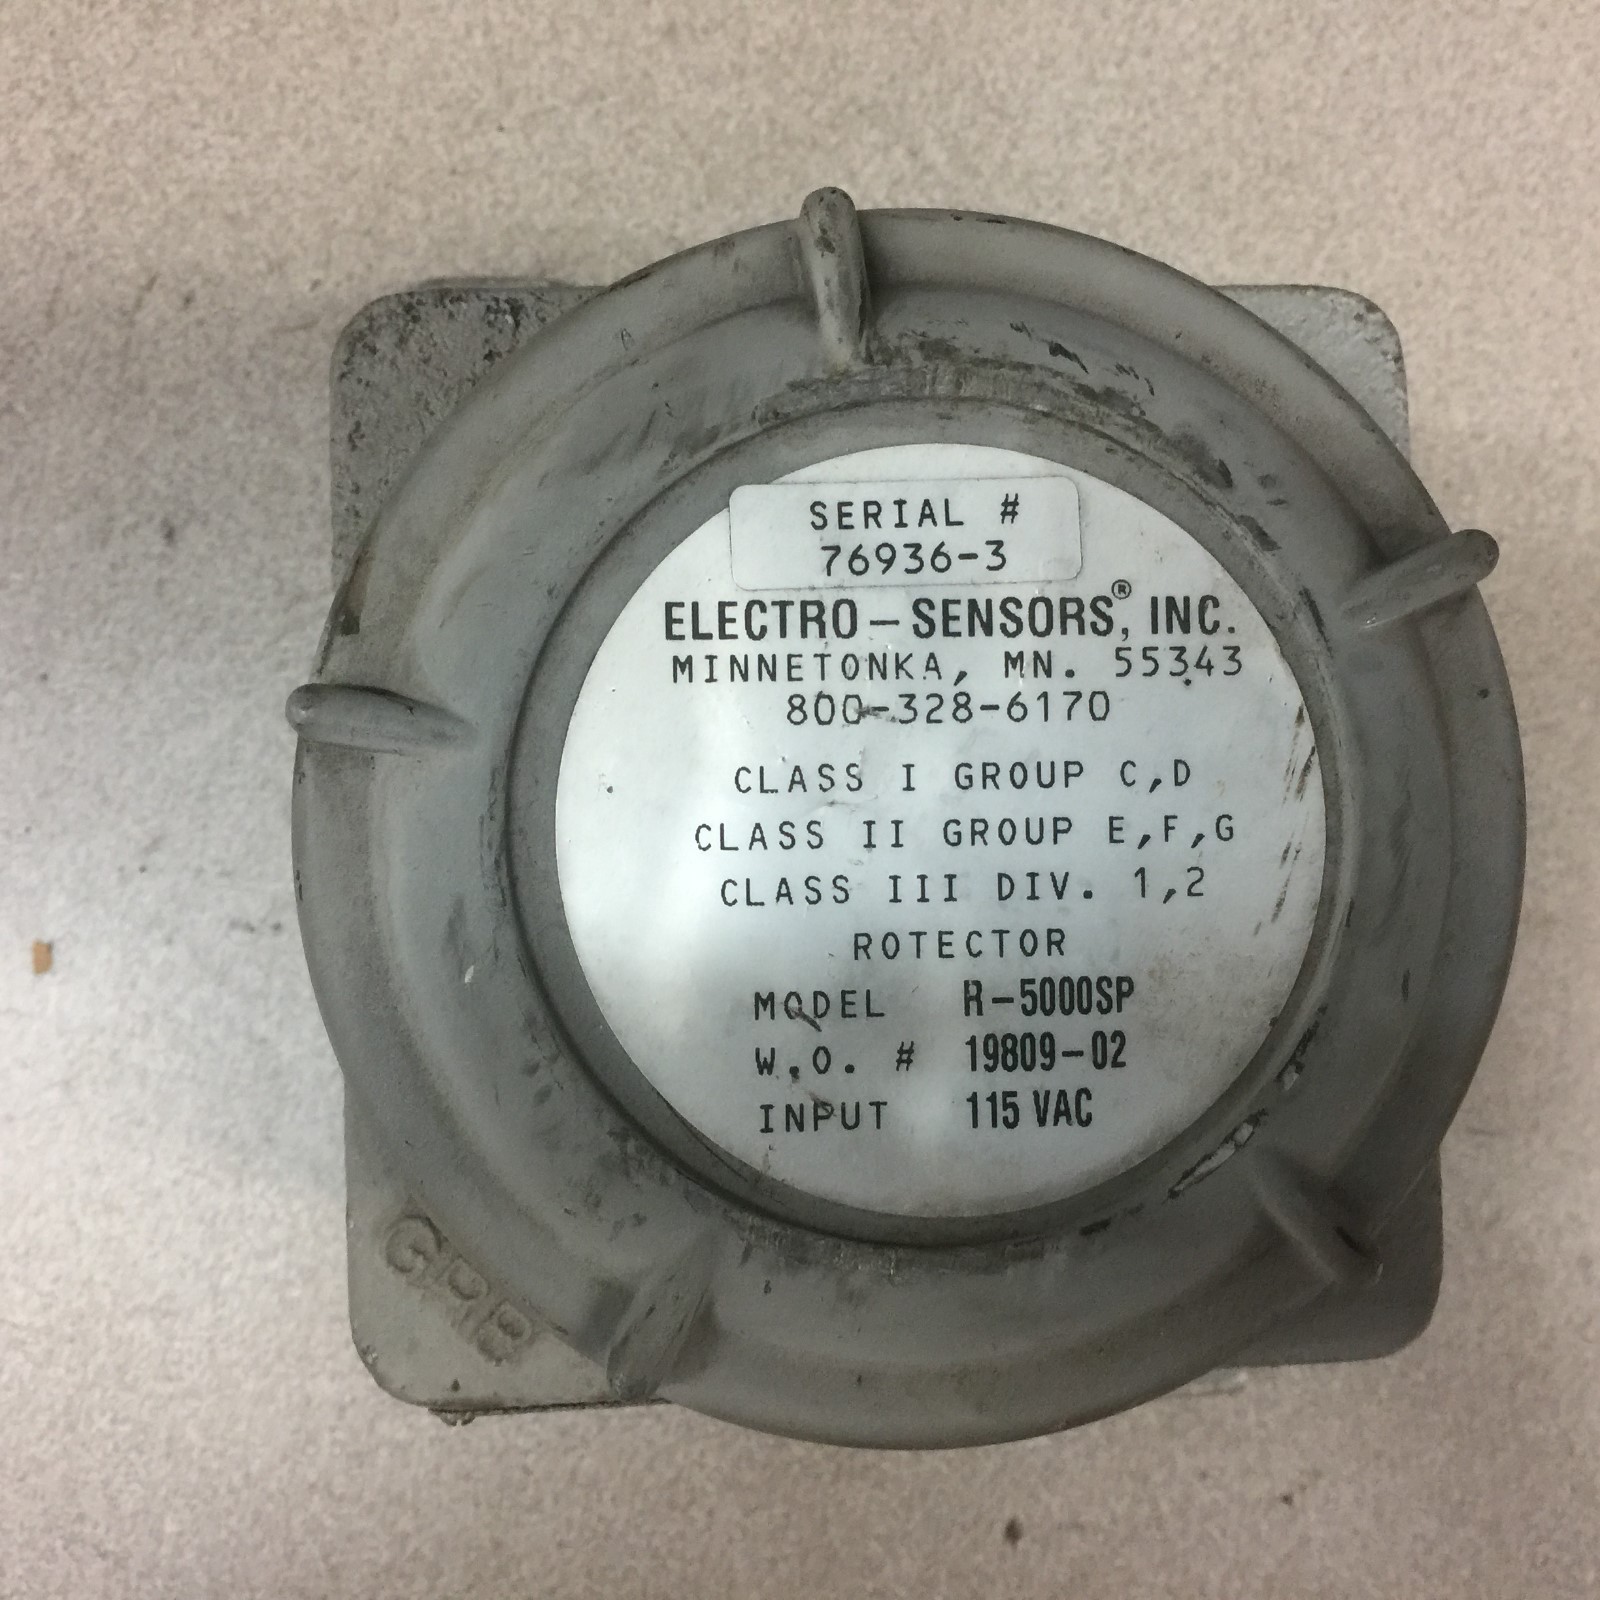 SERIAL #
76936-3
ELECTRO-SENSORS®, INC.
MINNETONKA, MN. 55343
800-328-6170
CLASS I GROUP C,D
CLASS II GROUP E,F,G
CLASS III DIV. 1,2
ROTECTOR
MODEL R-5000SP
W.O. # 19809-02
INPUT 115 VAC